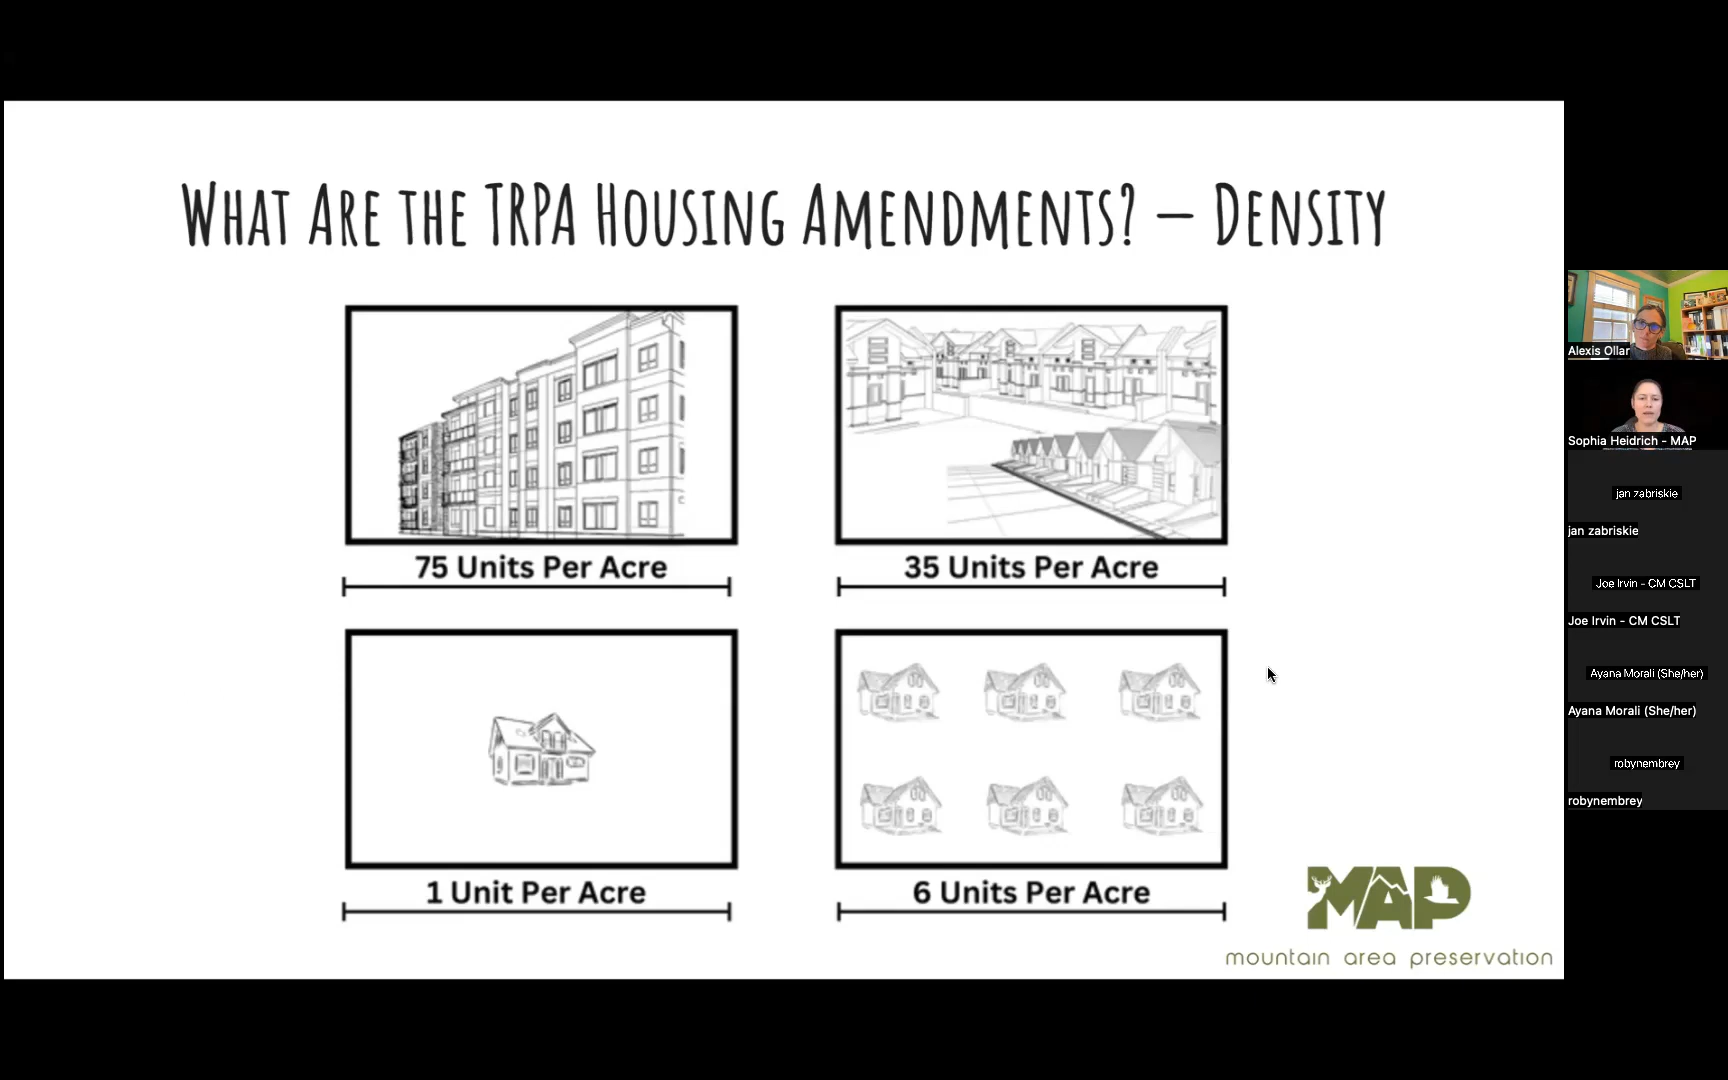 What Are the TRPA Housing Amendments? – Density
75 Units Per Acre
35 Units Per Acre
1 Unit Per Acre
6 Units Per Acre
MAP
mountain area preservation
Alexis Ollar
Sophia Heidrich - MAP
jan zabriskie
jan zabriskie
Joe Irvin - CM CSLT
Joe Irvin - CM CSLT
Ayana Morali (She/her)
Ayana Morali (She/her)
robynembrey
robynembrey